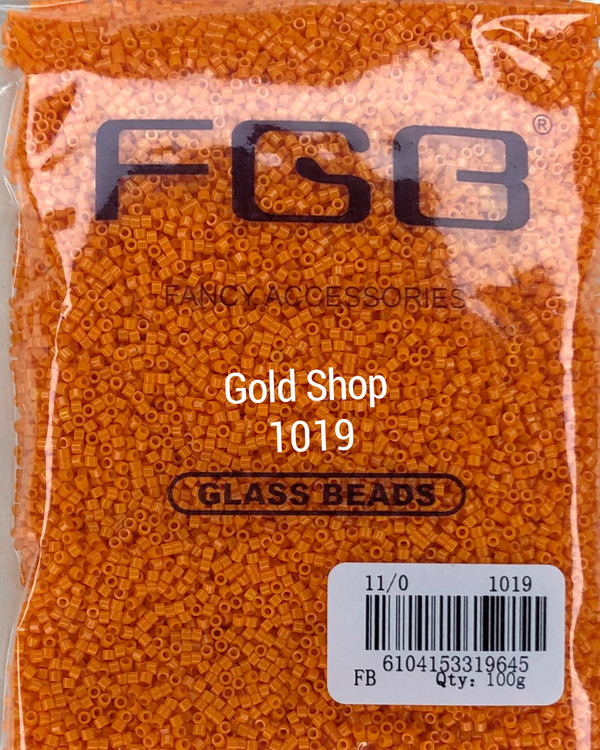 FGB ®
FANCY ACCESSORIES
Gold Shop
1019
GLASS BEADS
11/0 1019
6104153319645
FB Qty: 100g